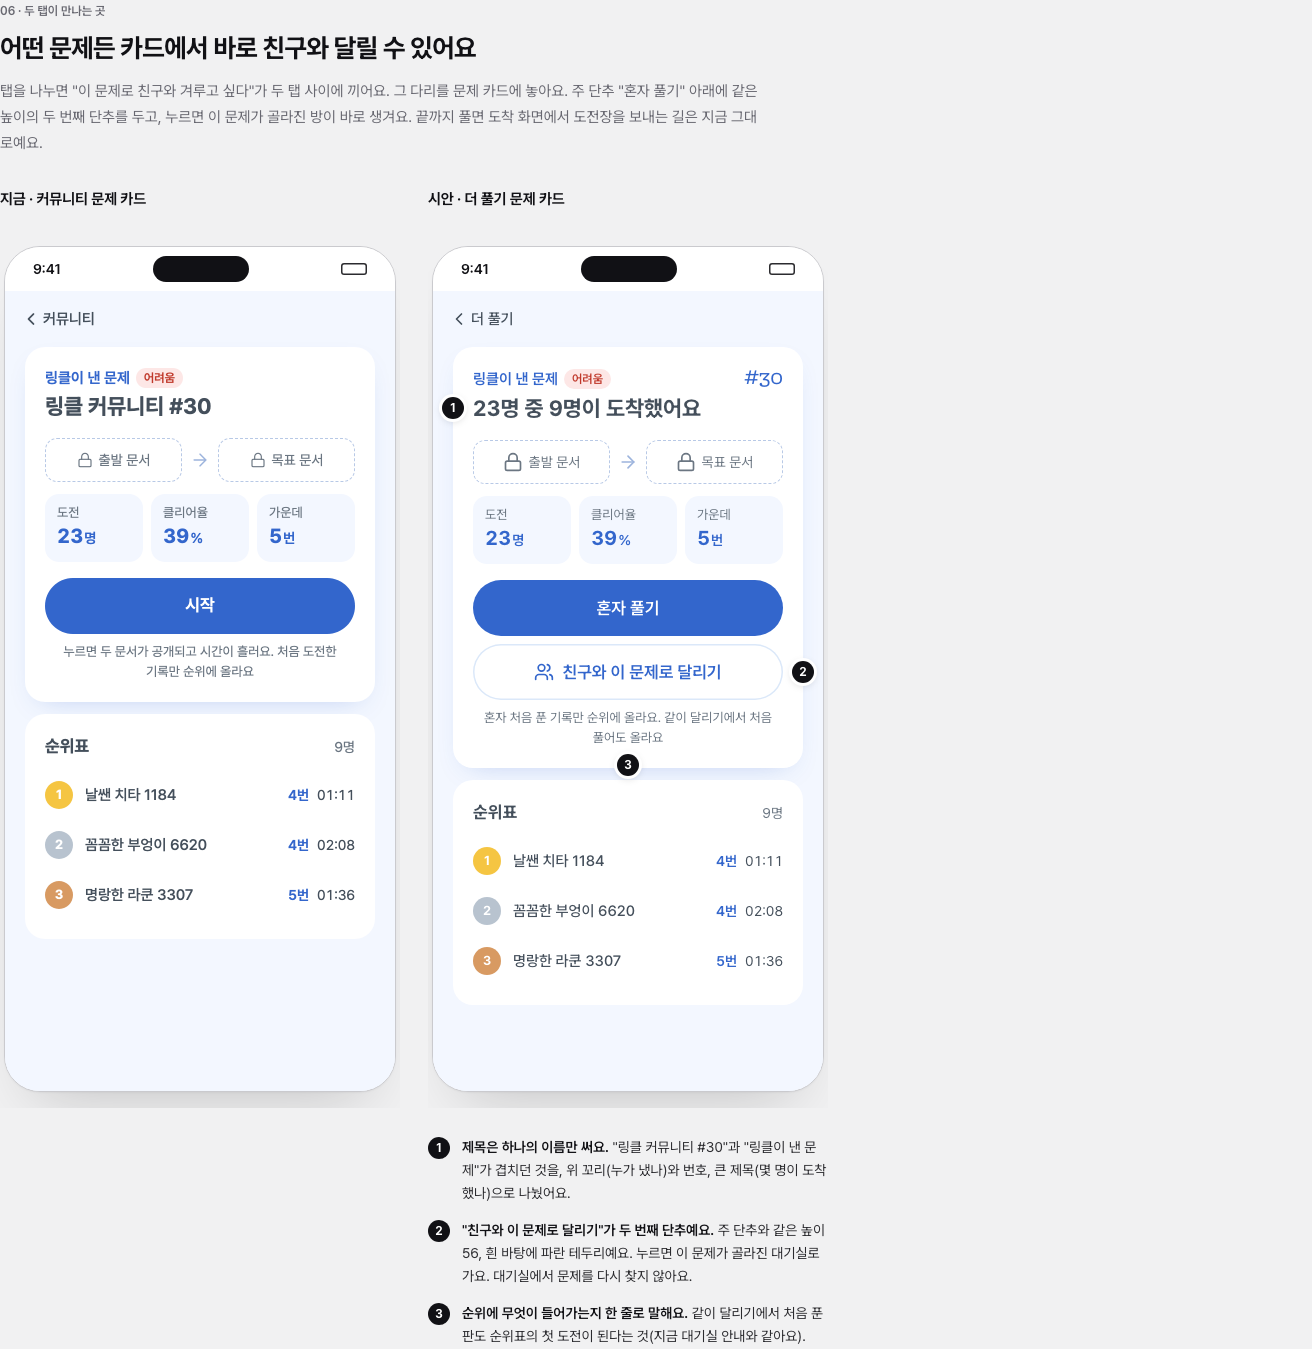 06 · 두 탭이 만나는 곳
어떤 문제든 카드에서 바로 친구와 달릴 수 있어요
탭을 나누면 "이 문제로 친구와 겨루고 싶다"가 두 탭 사이에 끼어요. 그 다리를 문제 카드에 놓아요. 주 단추 "혼자 풀기" 아래에 같은
높이의 두 번째 단추를 두고, 누르면 이 문제가 골라진 방이 바로 생겨요. 끝까지 풀면 도착 화면에서 도전장을 보내는 길은 지금 그대
로예요.
지금 · 커뮤니티 문제 카드
9:41
커뮤니티
링클이 낸 문제 어려움
링클 커뮤니티 #30
출발 문서
목표 문서
도전
23명
클리어율
39%
가운데
5번
시작
누르면 두 문서가 공개되고 시간이 흘러요. 처음 도전한
기록만 순위에 올라요
순위표 9명
1 날쌘 치타 1184 4번 01:11
2 꼼꼼한 부엉이 6620 4번 02:08
3 명랑한 라쿤 3307 5번 01:36
시안 · 더 풀기 문제 카드
9:41
더 풀기
링클이 낸 문제 어려움 #30
1 23명 중 9명이 도착했어요
출발 문서
목표 문서
도전
23명
클리어율
39%
가운데
5번
혼자 풀기
친구와 이 문제로 달리기 2
혼자 처음 푼 기록만 순위에 올라요. 같이 달리기에서 처음
풀어도 올라요
3
순위표 9명
1 날쌘 치타 1184 4번 01:11
2 꼼꼼한 부엉이 6620 4번 02:08
3 명랑한 라쿤 3307 5번 01:36
1 제목은 하나의 이름만 써요. "링클 커뮤니티 #30"과 "링클이 낸 문
제"가 겹치던 것을, 위 꼬리(누가 냈나)와 번호, 큰 제목(몇 명이 도착
했나)으로 나눴어요.
2 "친구와 이 문제로 달리기"가 두 번째 단추예요. 주 단추와 같은 높이
56, 흰 바탕에 파란 테두리예요. 누르면 이 문제가 골라진 대기실로
가요. 대기실에서 문제를 다시 찾지 않아요.
3 순위에 무엇이 들어가는지 한 줄로 말해요. 같이 달리기에서 처음 푼
판도 순위표의 첫 도전이 된다는 것(지금 대기실 안내와 같아요).